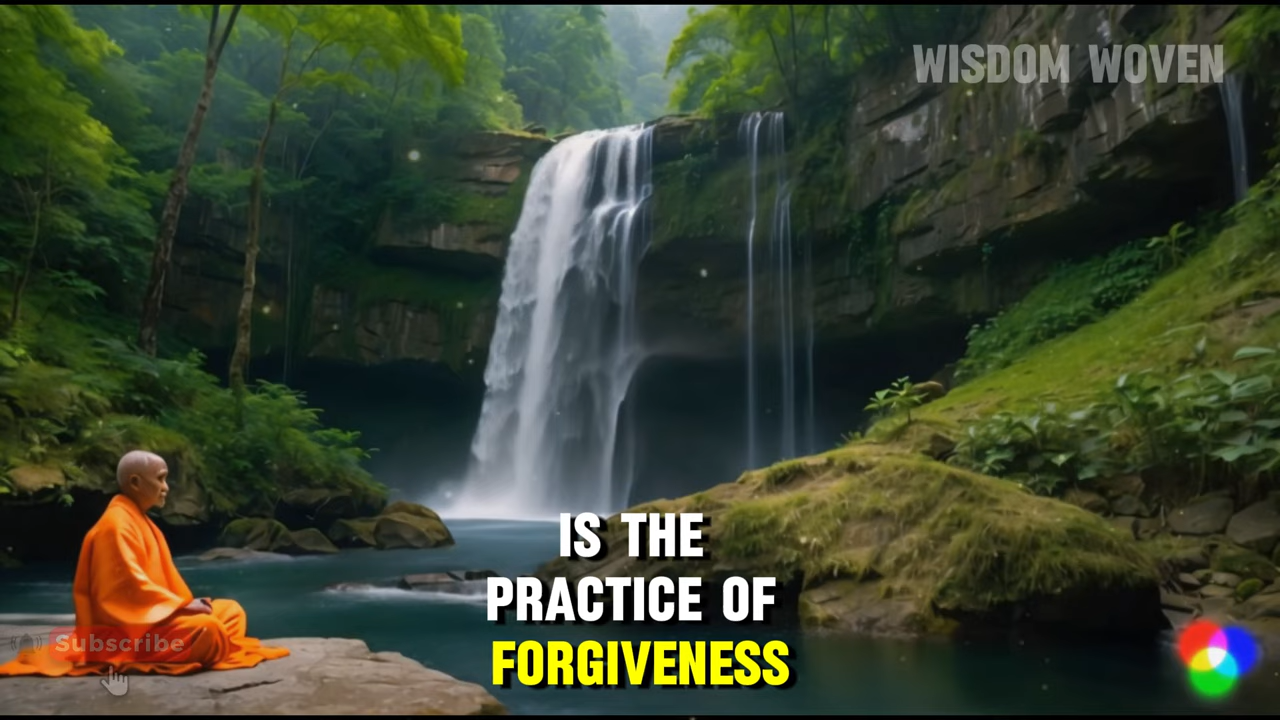 WISDOM WOVEN
IS THE
PRACTICE OF
FORGIVENESS
Subscribe